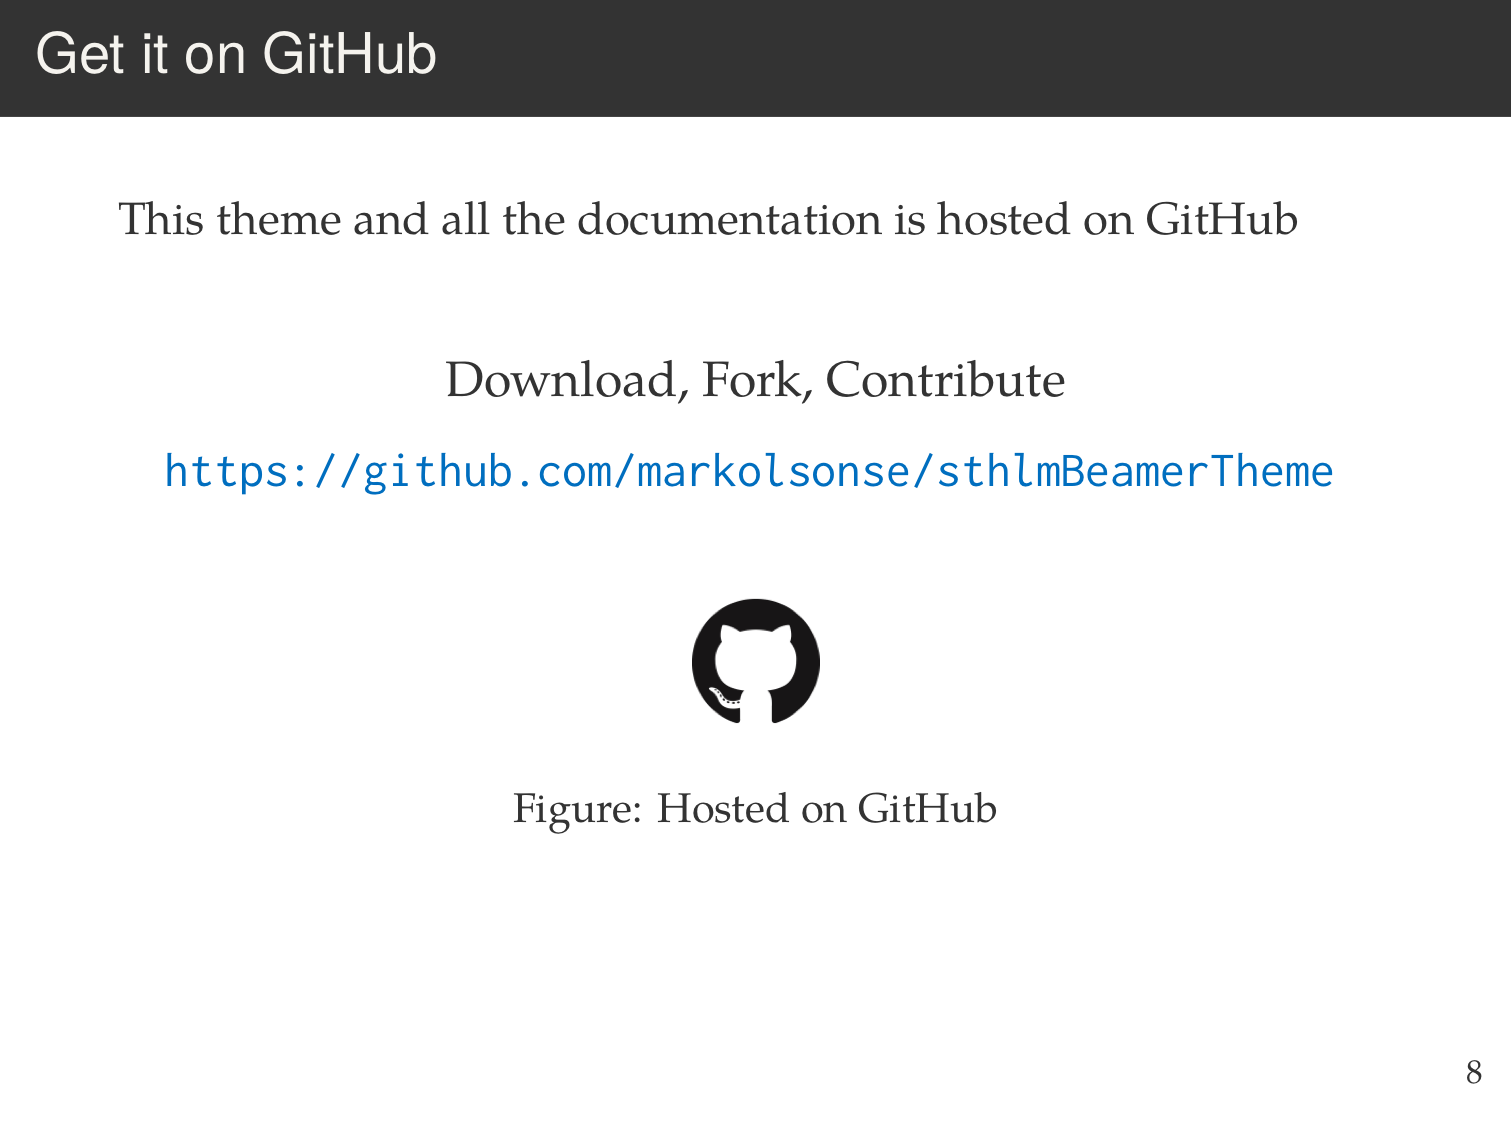 Get it on GitHub
This theme and all the documentation is hosted on GitHub
Download, Fork, Contribute
https://github.com/markolsonse/sthlmBeamerTheme
Figure: Hosted on GitHub
8